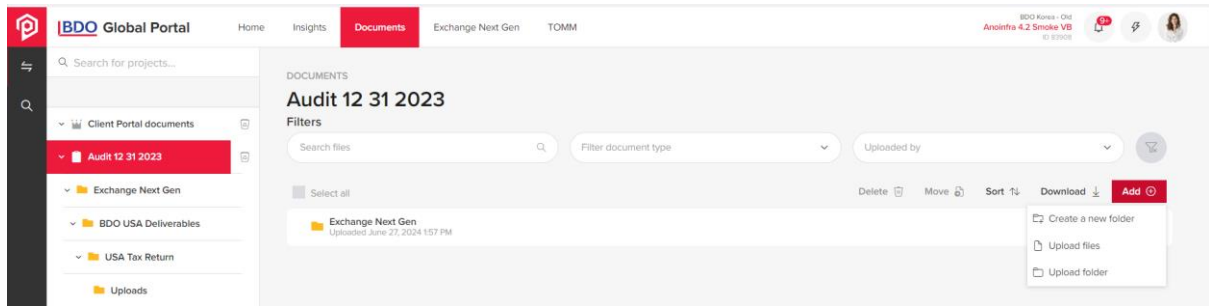 BDO Global Portal
Home
Insights
Documents
Exchange Next Gen
TOMM
BDO Korea - Old
Anoinfra 4.2 Smoke VB
9+
Search for projects...
Client Portal documents
Audit 12 31 2023
Exchange Next Gen
BDO USA Deliverables
USA Tax Return
Uploads
DOCUMENTS
Audit 12 31 2023
Filters
Search files
Filter document type
Uploaded by
Select all
Delete
Move
Sort
Download
Add
Exchange Next Gen
Uploaded June 27, 2024 1:57 PM
Create a new folder
Upload files
Upload folder